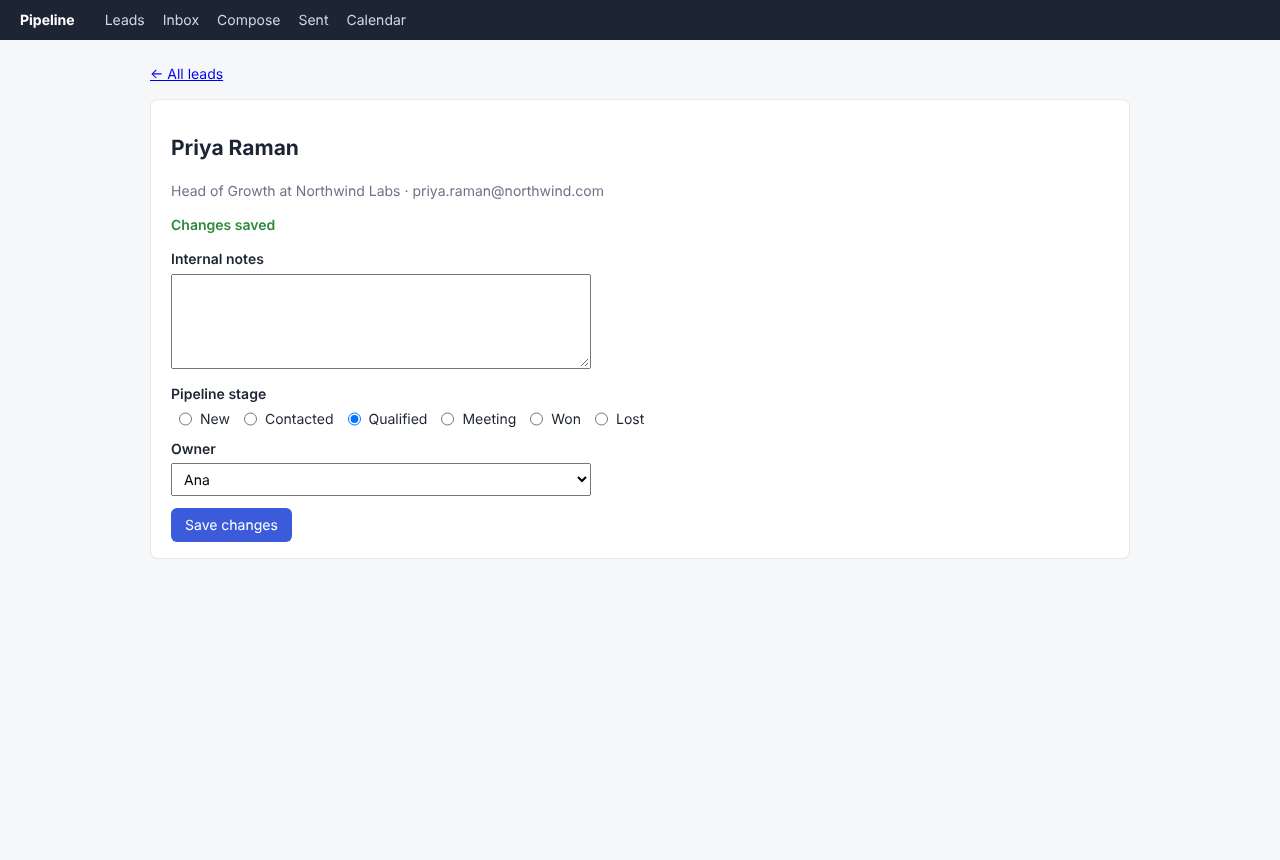 Pipeline Leads Inbox Compose Sent Calendar
← All leads
Priya Raman
Head of Growth at Northwind Labs · priya.raman@northwind.com
Changes saved
Internal notes
Pipeline stage
New Contacted Qualified Meeting Won Lost
Owner
Ana
Save changes